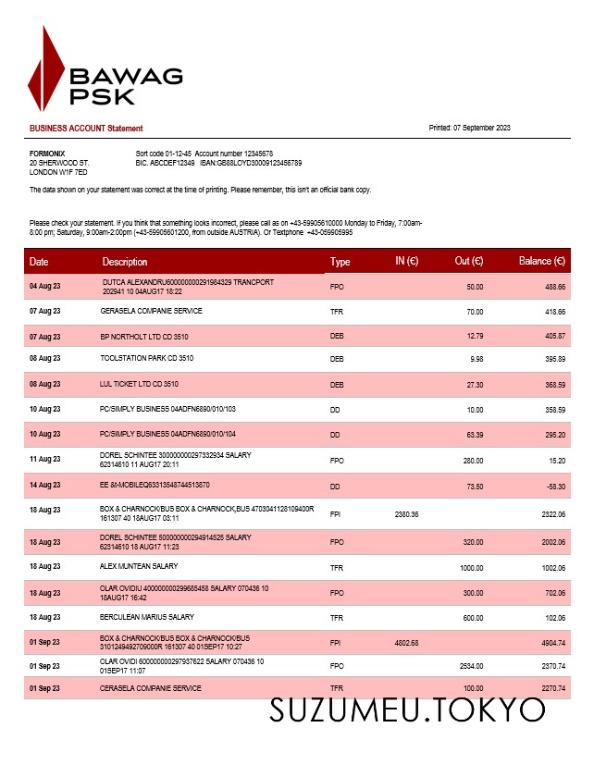 BAWAG
PSK
BUSINESS ACCOUNT Statement
Printed: 07 September 2023
FORMONIX
20 SHERWOOD ST.
LONDON W1F 7ED
Sort code 01-12-45 Account number 12345678
BIC. ABCDEF12349 IBAN:GB88LOYD30009123456789
The data shown on your statement was correct at the time of printing. Please remember, this isn't an official bank copy.
Please check your statement. If you think that something looks incorrect, please call as on +43-59905610000 Monday to Friday, 7:00am-
8:00 pm; Saturday, 9:00am-2:00pm (+43-5990501200, from outside AUSTRIA). Or Textphone +43-059905995
Date Description Type IN (€) Out (€) Balance (€)
04 Aug 23 DUTCA ALEXANDRU600000000291984329 TRANCPORT FPO 50.00 488.66
202941 10 04AUG17 18:22
07 Aug 23 GERASELA COMPANIE SERVICE TFR 70.00 418.66
07 Aug 23 BP NORTHOLT LTD CD 3510 DEB 12.79 405.87
08 Aug 23 TOOLSTATION PARK CD 3510 DEB 9.98 395.89
08 Aug 23 LUL TICKET LTD CD 3510 DEB 27.30 368.59
10 Aug 23 PC/SIMPLY BUSINESS 04ADFN6890/010/103 DD 10.00 358.59
10 Aug 23 PC/SIMPLY BUSINESS 04ADFN6890/010/104 DD 63.39 295.20
11 Aug 23 DOREL SCHINTEE 300000000297332934 SALARY FPO 280.00 15.20
62314610 11 AUG17 20:11
14 Aug 23 EE &t-MOBILEQ63313548744513870 DD 73.50 -58.30
18 Aug 23 BOX & CHARNOCK/BUS BOX & CHARNOCK,BUS 4703041128109400R FPI 2380.36 2322.06
161307 40 18AUG17 03:11
18 Aug 23 DOREL SCHINTEE 500000000294914526 SALARY FPO 320.00 2002.06
62314610 18 AUG17 11:23
18 Aug 23 ALEX MUNTEAN SALARY TFR 1000.00 1002.06
18 Aug 23 OLAR OVIDIU 400000000299685458 SALARY 070436 10 FPO 300.00 702.06
18AUG17 16:42
18 Aug 23 BERCULEAN MARIUS SALARY TFR 600.00 102.06
01 Sep 23 BOX & CHARNOCK/BUS BOX & CHARNOCK/BUS FPI 4802.68 4904.74
3101249492709000R 161307 40 01SEP17 10:27
01 Sep 23 OLAR OVIDI 600000000297937622 SALARY 070436 10 FPO 2534.00 2370.74
01SEP17 11:07
01 Sep 23 CERASELA COMPANIE SERVICE TFR 100.00 2270.74
SUZUMEU.TOKYO